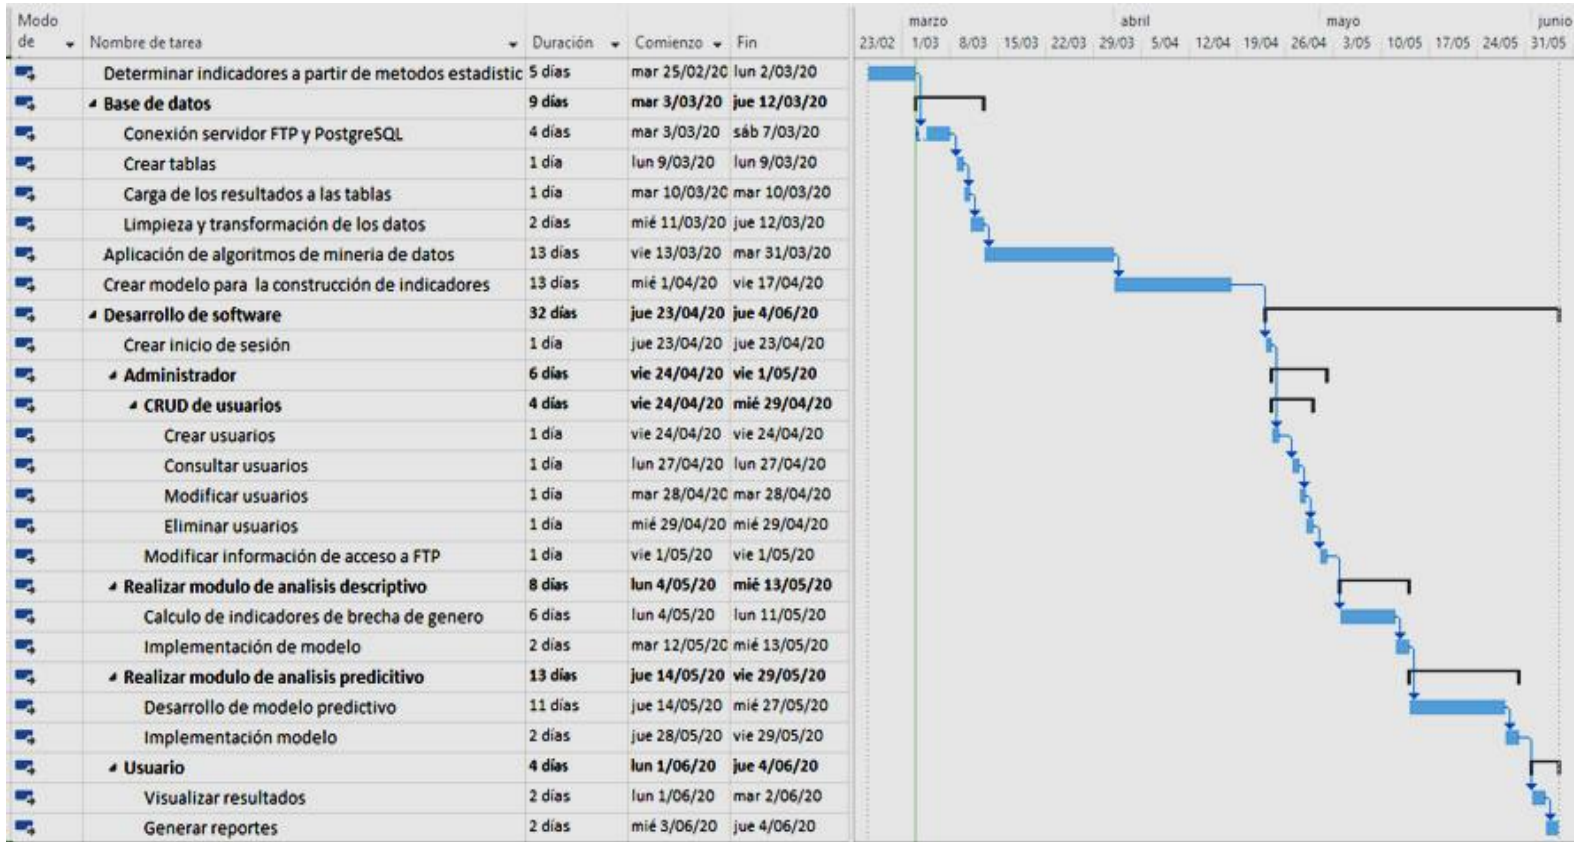 Modo de Nombre de tarea Duración Comienzo Fin
marzo abril mayo junio
23/02 1/03 8/03 15/03 22/03 29/03 5/04 12/04 19/04 26/04 3/05 10/05 17/05 24/05 31/05
Determinar indicadores a partir de metodos estadistic 5 días mar 25/02/20 lun 2/03/20
Base de datos 9 días mar 3/03/20 jue 12/03/20
Conexión servidor FTP y PostgreSQL 4 días mar 3/03/20 sáb 7/03/20
Crear tablas 1 día lun 9/03/20 lun 9/03/20
Carga de los resultados a las tablas 1 día mar 10/03/20 mar 10/03/20
Limpieza y transformación de los datos 2 días mié 11/03/20 jue 12/03/20
Aplicación de algoritmos de mineria de datos 13 días vie 13/03/20 mar 31/03/20
Crear modelo para la construcción de indicadores 13 días mié 1/04/20 vie 17/04/20
Desarrollo de software 32 días jue 23/04/20 jue 4/06/20
Crear inicio de sesión 1 día jue 23/04/20 jue 23/04/20
Administrador 6 días vie 24/04/20 vie 1/05/20
CRUD de usuarios 4 días vie 24/04/20 mié 29/04/20
Crear usuarios 1 día vie 24/04/20 vie 24/04/20
Consultar usuarios 1 día lun 27/04/20 lun 27/04/20
Modificar usuarios 1 día mar 28/04/20 mar 28/04/20
Eliminar usuarios 1 día mié 29/04/20 mié 29/04/20
Modificar información de acceso a FTP 1 día vie 1/05/20 vie 1/05/20
Realizar modulo de analisis descriptivo 8 días lun 4/05/20 mié 13/05/20
Calculo de indicadores de brecha de genero 6 días lun 4/05/20 lun 11/05/20
Implementación de modelo 2 días mar 12/05/20 mié 13/05/20
Realizar modulo de analisis predicitivo 13 días jue 14/05/20 vie 29/05/20
Desarrollo de modelo predictivo 11 días jue 14/05/20 mié 27/05/20
Implementación modelo 2 días jue 28/05/20 vie 29/05/20
Usuario 4 días lun 1/06/20 jue 4/06/20
Visualizar resultados 2 días lun 1/06/20 mar 2/06/20
Generar reportes 2 días mié 3/06/20 jue 4/06/20